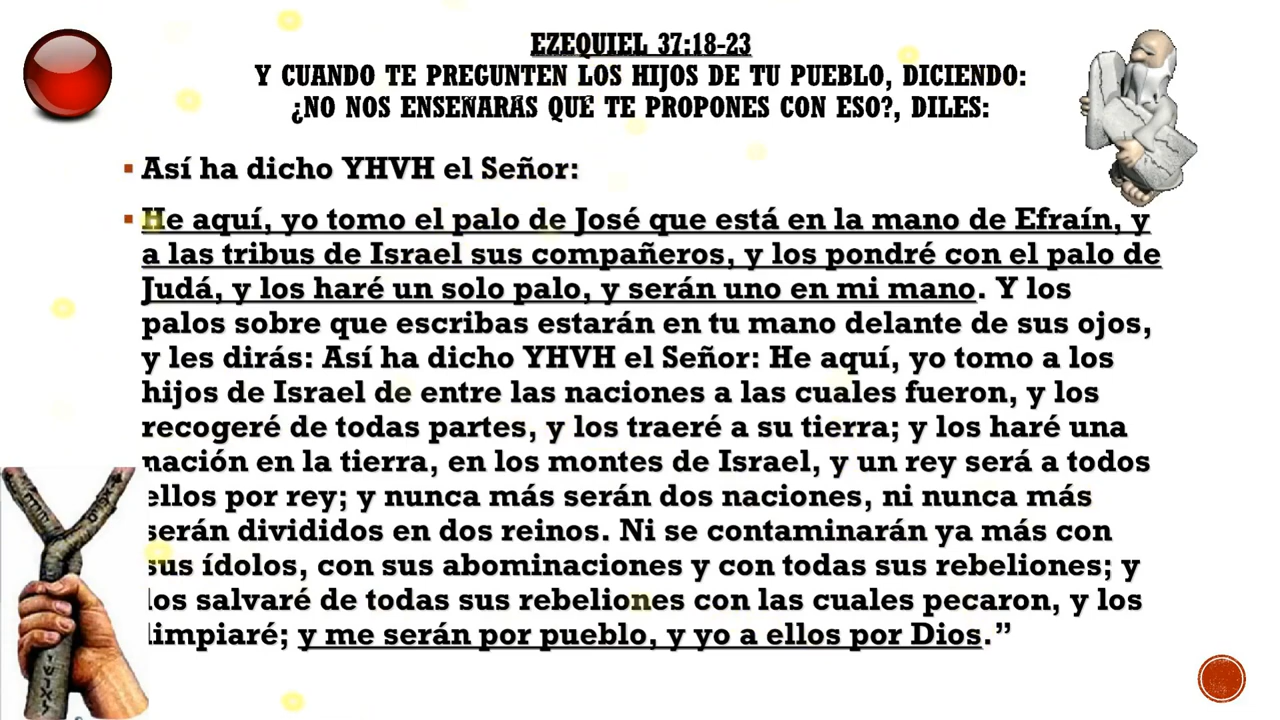 EZEQUIEL 37:18-23
Y CUANDO TE PREGUNTEN LOS HIJOS DE TU PUEBLO, DICIENDO:
¿NO NOS ENSEÑARÁS QUÉ TE PROPONES CON ESO?, DILES:
▪ Así ha dicho YHVH el Señor:
▪ He aquí, yo tomo el palo de José que está en la mano de Efraín, y
a las tribus de Israel sus compañeros, y los pondré con el palo de
Judá, y los haré un solo palo, y serán uno en mi mano. Y los
palos sobre que escribas estarán en tu mano delante de sus ojos,
y les dirás: Así ha dicho YHVH el Señor: He aquí, yo tomo a los
hijos de Israel de entre las naciones a las cuales fueron, y los
recogeré de todas partes, y los traeré a su tierra; y los haré una
nación en la tierra, en los montes de Israel, y un rey será a todos
ellos por rey; y nunca más serán dos naciones, ni nunca más
serán divididos en dos reinos. Ni se contaminarán ya más con
sus ídolos, con sus abominaciones y con todas sus rebeliones; y
los salvaré de todas sus rebeliones con las cuales pecaron, y los
limpiaré; y me serán por pueblo, y yo a ellos por Dios.”